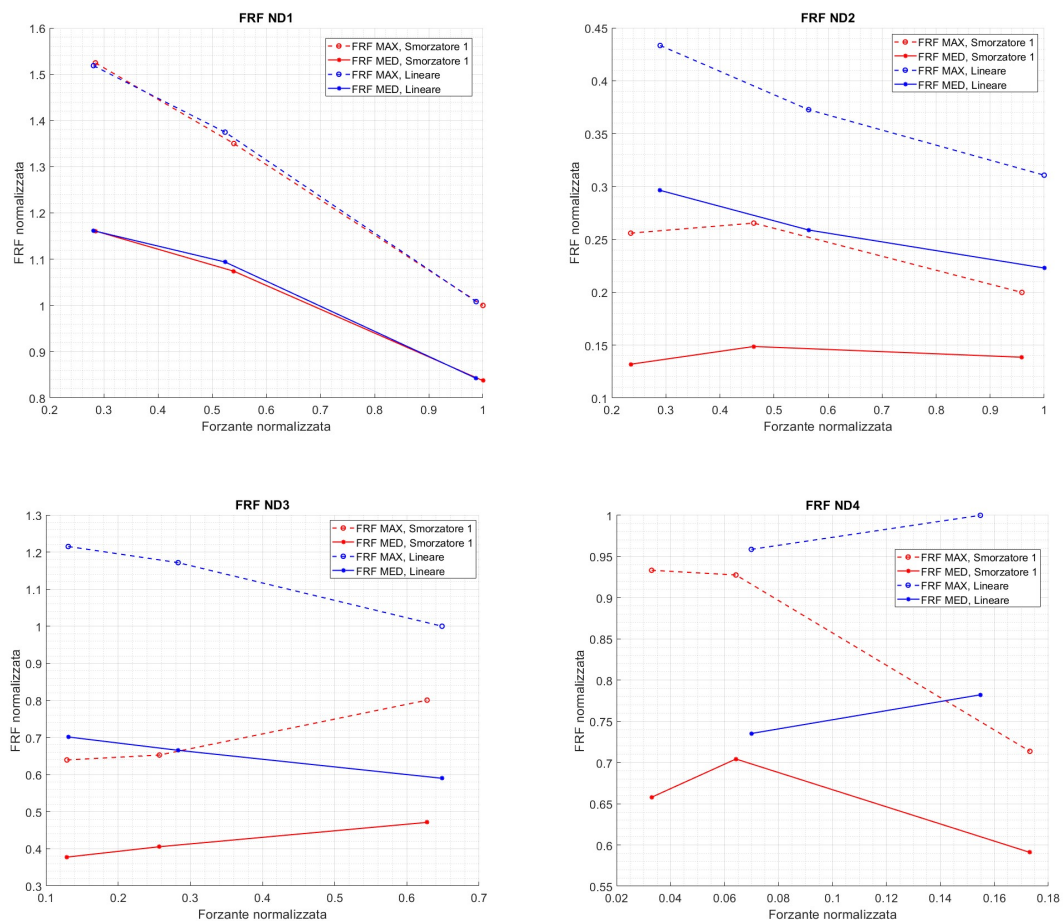 FRF ND1
1.6
1.5
1.4
1.3
1.2
1.1
1
0.9
0.8
FRF normalizzata
FRF MAX, Smorzatore 1
FRF MED, Smorzatore 1
FRF MAX, Lineare
FRF MED, Lineare
0.2 0.3 0.4 0.5 0.6 0.7 0.8 0.9 1
Forzante normalizzata
FRF ND2
0.45
0.4
0.35
0.3
0.25
0.2
0.15
0.1
FRF normalizzata
FRF MAX, Smorzatore 1
FRF MED, Smorzatore 1
FRF MAX, Lineare
FRF MED, Lineare
0.2 0.3 0.4 0.5 0.6 0.7 0.8 0.9 1
Forzante normalizzata
FRF ND3
1.3
1.2
1.1
1
0.9
0.8
0.7
0.6
0.5
0.4
0.3
FRF normalizzata
FRF MAX, Smorzatore 1
FRF MED, Smorzatore 1
FRF MAX, Lineare
FRF MED, Lineare
0.1 0.2 0.3 0.4 0.5 0.6 0.7
Forzante normalizzata
FRF ND4
1
0.95
0.9
0.85
0.8
0.75
0.7
0.65
0.6
0.55
FRF normalizzata
FRF MAX, Smorzatore 1
FRF MED, Smorzatore 1
FRF MAX, Lineare
FRF MED, Lineare
0.02 0.04 0.06 0.08 0.1 0.12 0.14 0.16 0.18
Forzante normalizzata